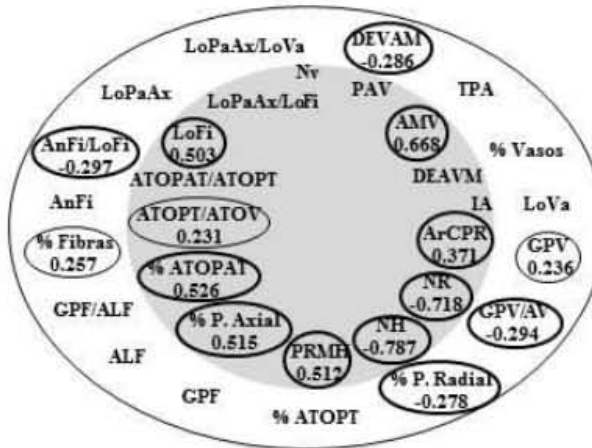 LoPaAx/LoVa
DEVAM
-0.286
Nv
LoPaAx
LoPaAx/LoFi
PAV
TPA
AnFi/LoFi
-0.297
LoFi
0.503
AMV
0.668
% Vasos
ATOPAT/ATOPT
DEAVM
AnFi
ATOPT/ATOV
0.231
IA
LoVa
% Fibras
0.257
ArCPR
0.371
GPV
0.236
% ATOPAT
0.526
NR
-0.718
GPF/ALF
% P. Axial
0.515
NH
-0.787
GPV/AV
-0.294
ALF
PRMH
0.512
% P. Radial
-0.278
GPF
% ATOPT